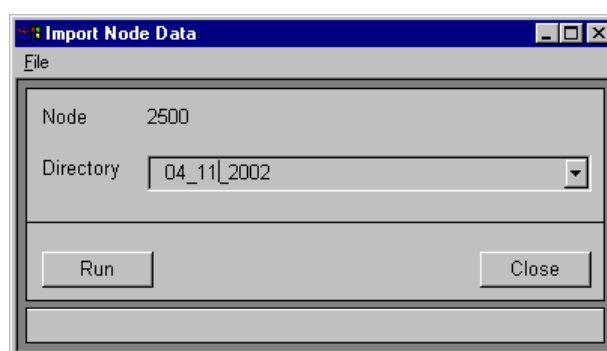 Import Node Data
File
Node 2500
Directory 04_11_2002
Run Close